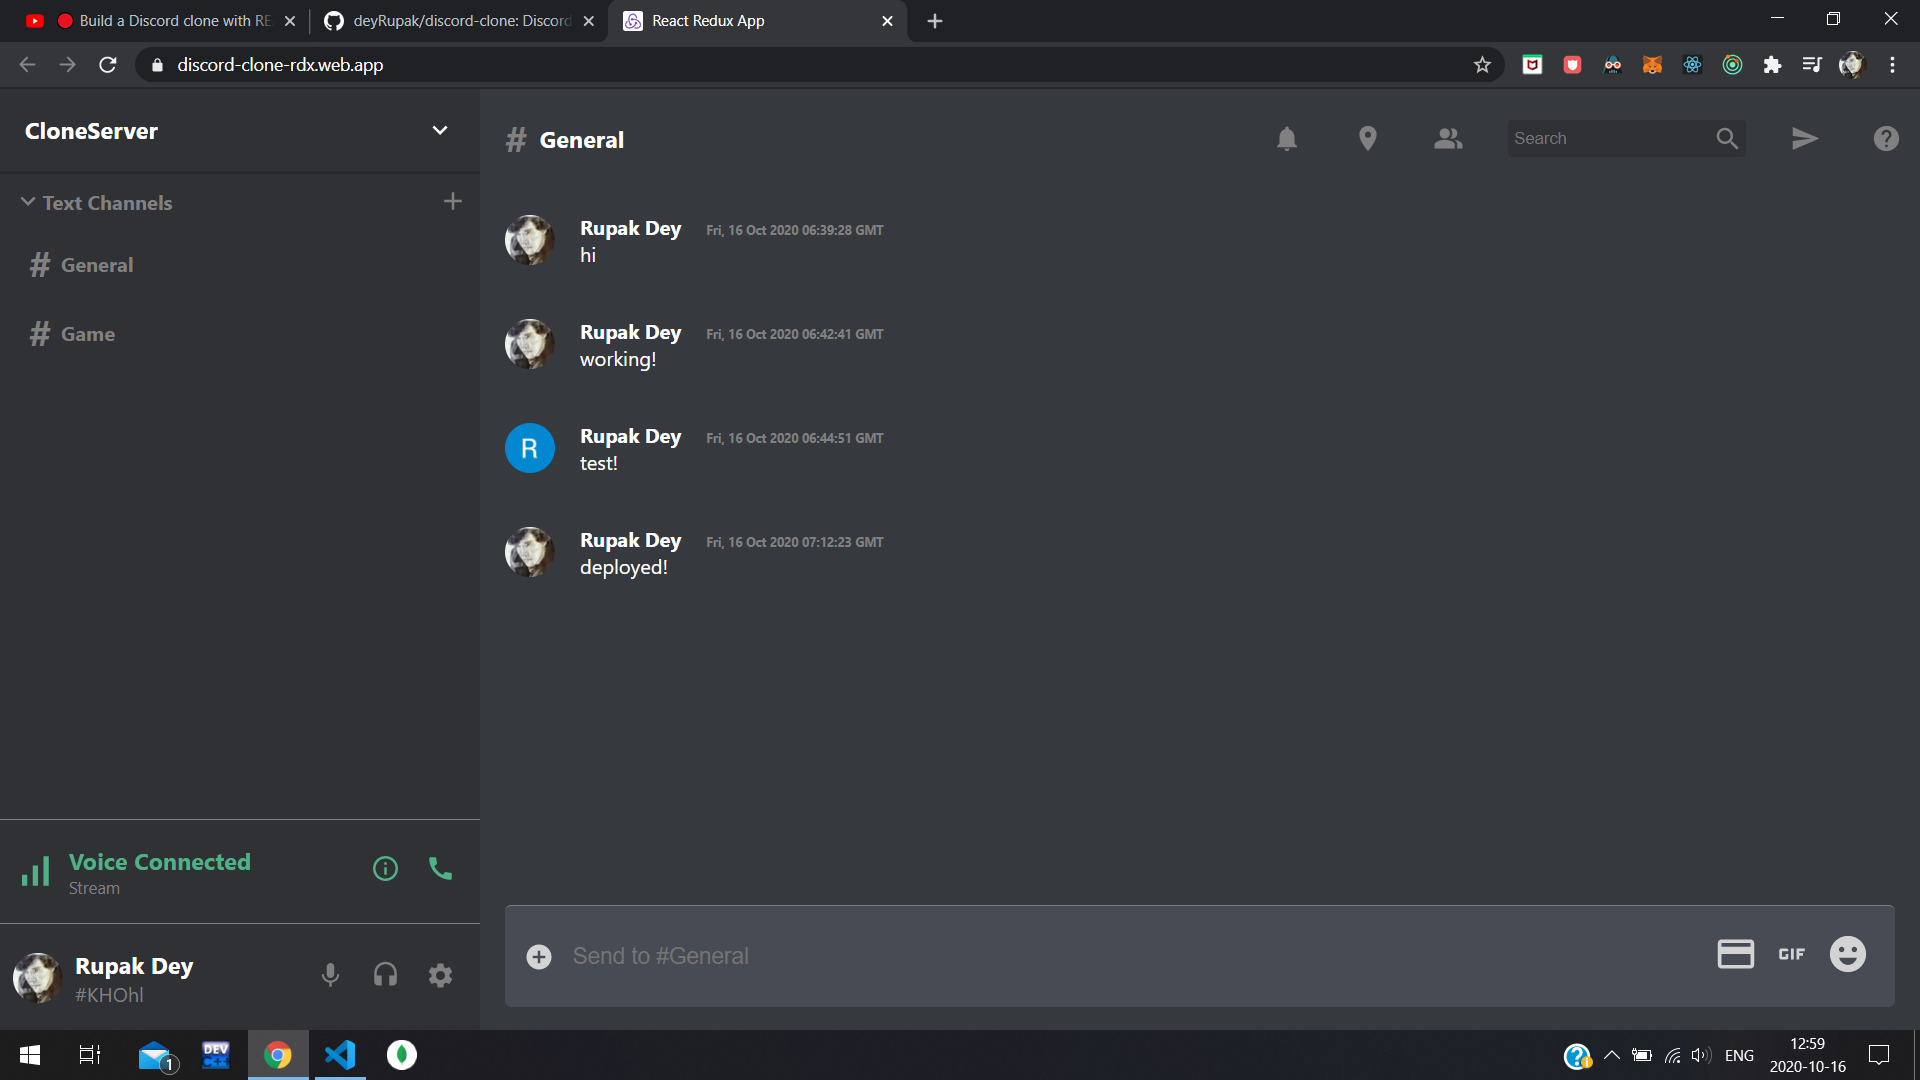 Build a Discord clone with RE
deyRupak/discord-clone: Discord
React Redux App
discord-clone-rdx.web.app
CloneServer
Text Channels
# General
# Game
Voice Connected
Stream
Rupak Dey
#KHOhl
# General
Search
Rupak Dey Fri, 16 Oct 2020 06:39:28 GMT
hi
Rupak Dey Fri, 16 Oct 2020 06:42:41 GMT
working!
R
Rupak Dey Fri, 16 Oct 2020 06:44:51 GMT
test!
Rupak Dey Fri, 16 Oct 2020 07:12:23 GMT
deployed!
Send to #General
GIF
1
DEV
C++
ENG
12:59
2020-10-16